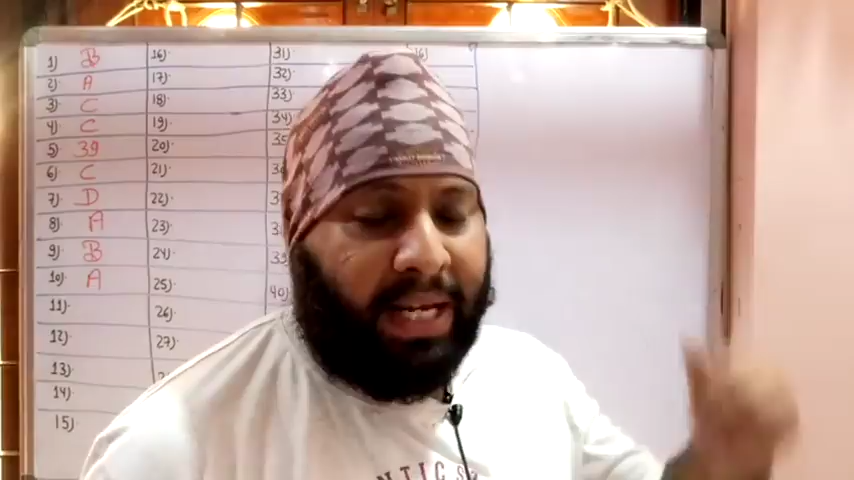 1) B
2) A
3) C
4) C
5) 39
6) C
7) D
8) A
9) B
10) A
11)
12)
13)
14)
15)
16)
17)
18)
19)
20)
21)
22)
23)
24)
25)
26)
27)
31)
32)
33)
34)
40)
NTICS